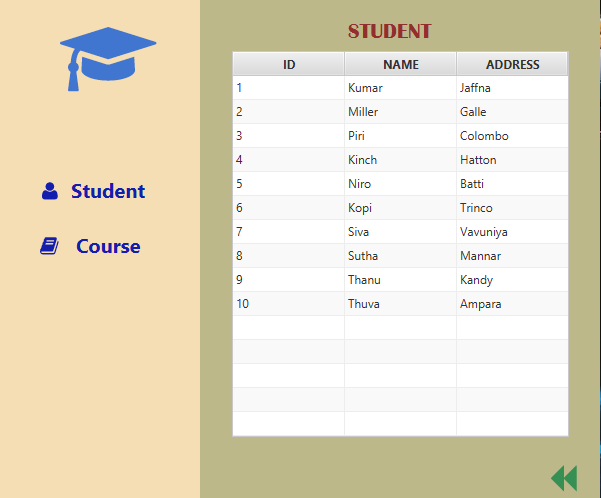 STUDENT
ID NAME ADDRESS
1 Kumar Jaffna
2 Miller Galle
3 Piri Colombo
4 Kinch Hatton
5 Niro Batti
6 Kopi Trinco
7 Siva Vavuniya
8 Sutha Mannar
9 Thanu Kandy
10 Thuva Ampara
Student
Course